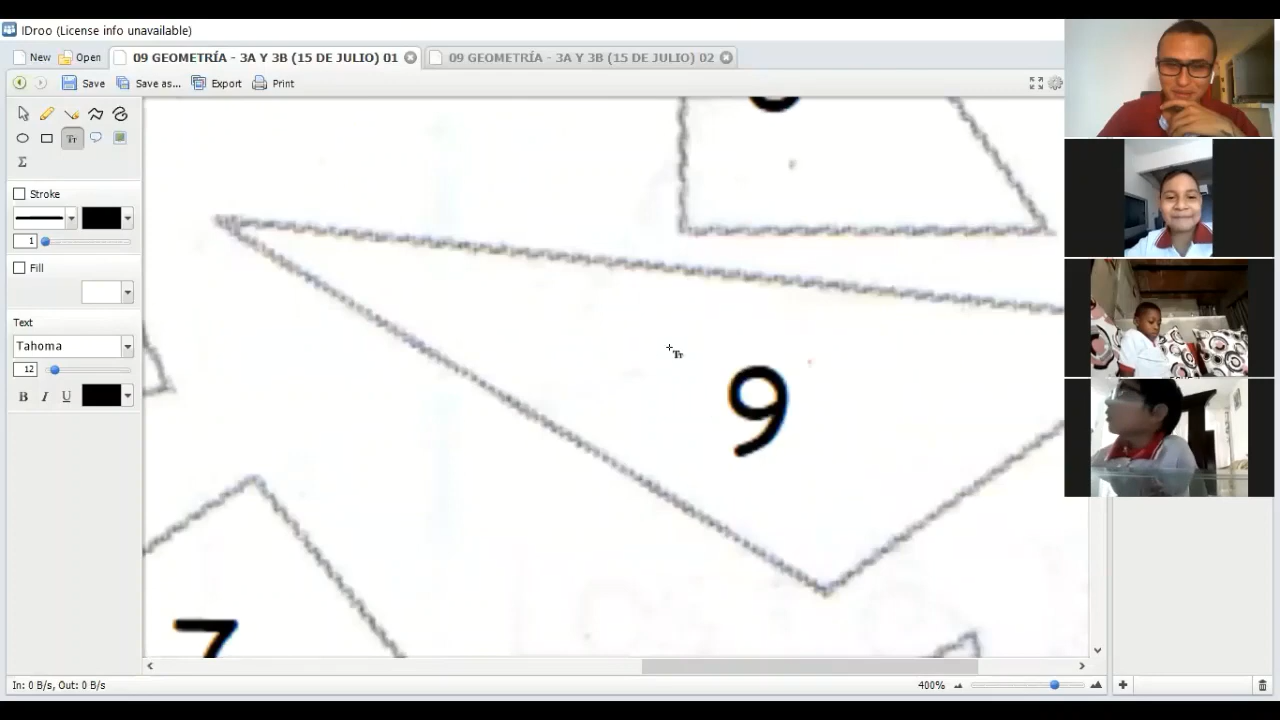 IDroo (License info unavailable)
New Open 09 GEOMETRÍA - 3A Y 3B (15 DE JULIO) 01 09 GEOMETRÍA - 3A Y 3B (15 DE JULIO) 02
Save Save as... Export Print
Tr
Σ
Stroke
1
Fill
Text
Tahoma
12
B I U
Tr
9
7
In: 0 B/s, Out: 0 B/s 400%